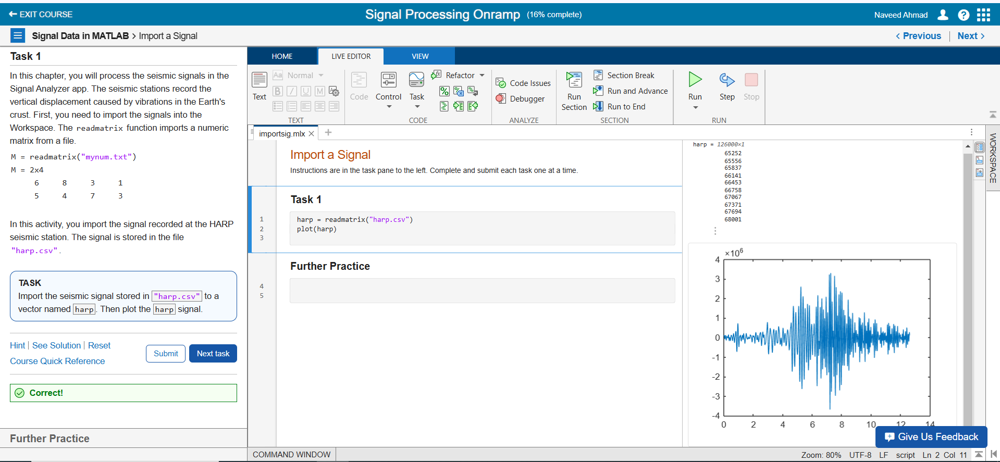 EXIT COURSE
Signal Processing Onramp (16% complete)
Naveed Ahmad
Signal Data in MATLAB > Import a Signal
< Previous
Next >
Task 1
In this chapter, you will process the seismic signals in the
Signal Analyzer app. The seismic stations record the
vertical displacement caused by vibrations in the Earth's
crust. First, you need to import the signals into the
Workspace. The readmatrix function imports a numeric
matrix from a file.
M = readmatrix("mynum.txt")
M = 2x4
6 8 3 1
5 4 7 3
In this activity, you import the signal recorded at the HARP
seismic station. The signal is stored in the file
"harp.csv".
TASK
Import the seismic signal stored in "harp.csv" to a
vector named harp. Then plot the harp signal.
Hint | See Solution | Reset
Course Quick Reference
Submit
Next task
Correct!
Further Practice
HOME
LIVE EDITOR
VIEW
Text
Aa Normal
B I U M
TEXT
Code
Control
Task
Refactor
CODE
Code Issues
Debugger
ANALYZE
Run
Section
Section Break
Run and Advance
Run to End
SECTION
Run
Step
Stop
RUN
importsig.mlx
Import a Signal
Instructions are in the task pane to the left. Complete and submit each task one at a time.
Task 1
1 harp = readmatrix("harp.csv")
2 plot(harp)
3
Further Practice
4
5
harp = 126000×1
65252
65556
65837
66141
66453
66758
67067
67371
67694
68001
×10⁶
4
3
2
1
0
-1
-2
-3
-4
0 2 4 6 8 10 12 14
WORKSPACE
Give Us Feedback
COMMAND WINDOW
Zoom: 80% UTF-8 LF script Ln 2 Col 11